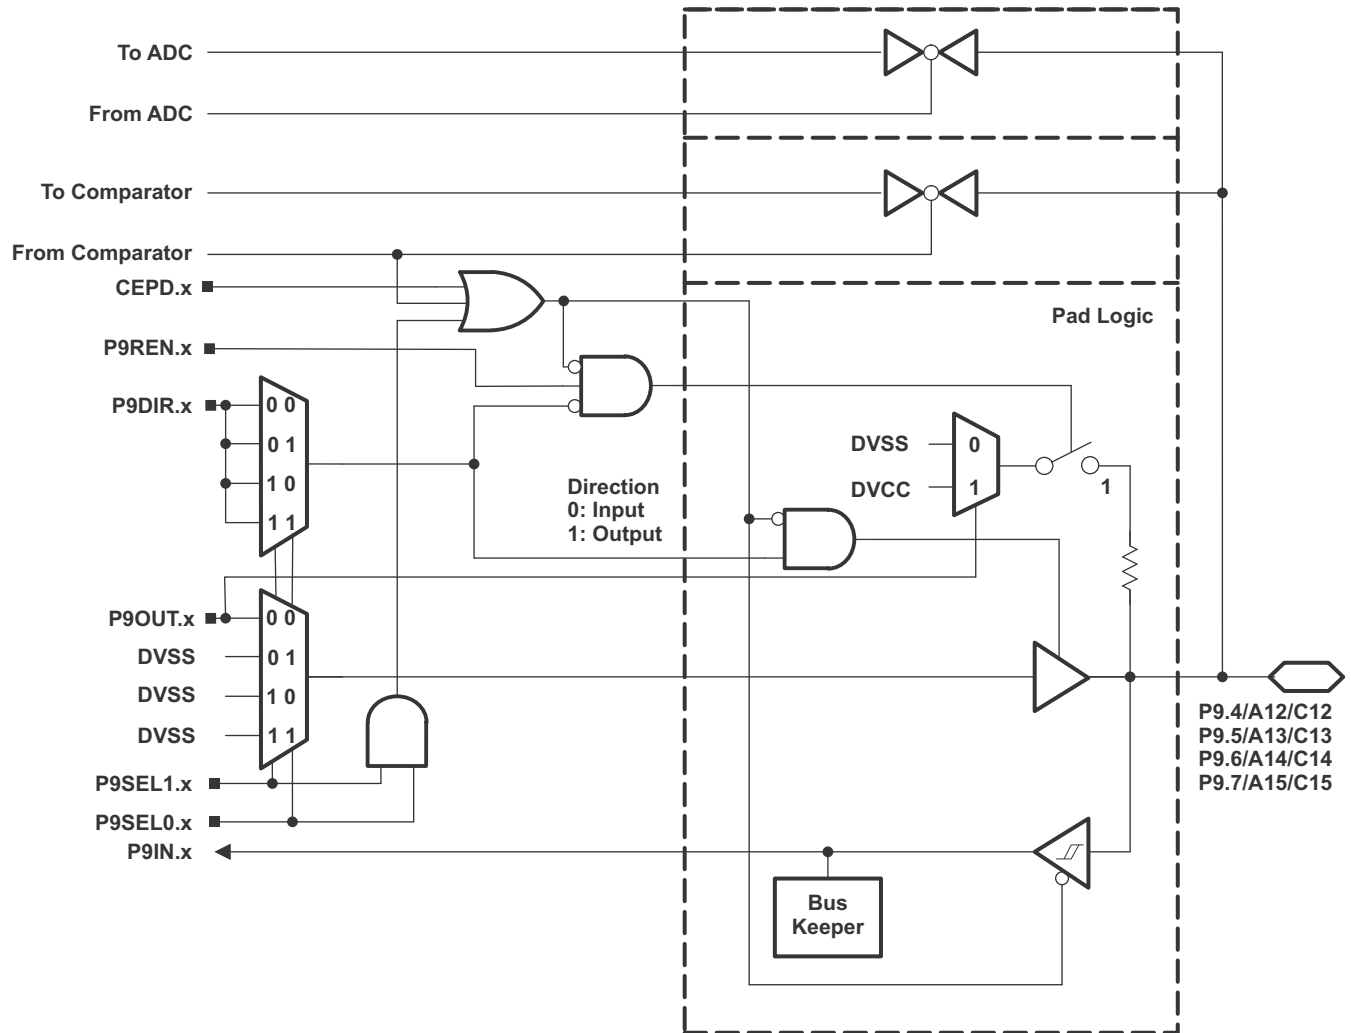 To ADC
From ADC
To Comparator
From Comparator
CEPD.x
Pad Logic
P9REN.x
P9DIR.x
0 0
0 1
1 0
1 1
DVSS
0
DVCC
1
1
Direction
0: Input
1: Output
P9OUT.x
0 0
DVSS
0 1
DVSS
1 0
DVSS
1 1
P9.4/A12/C12
P9.5/A13/C13
P9.6/A14/C14
P9.7/A15/C15
P9SEL1.x
P9SEL0.x
P9IN.x
Bus
Keeper